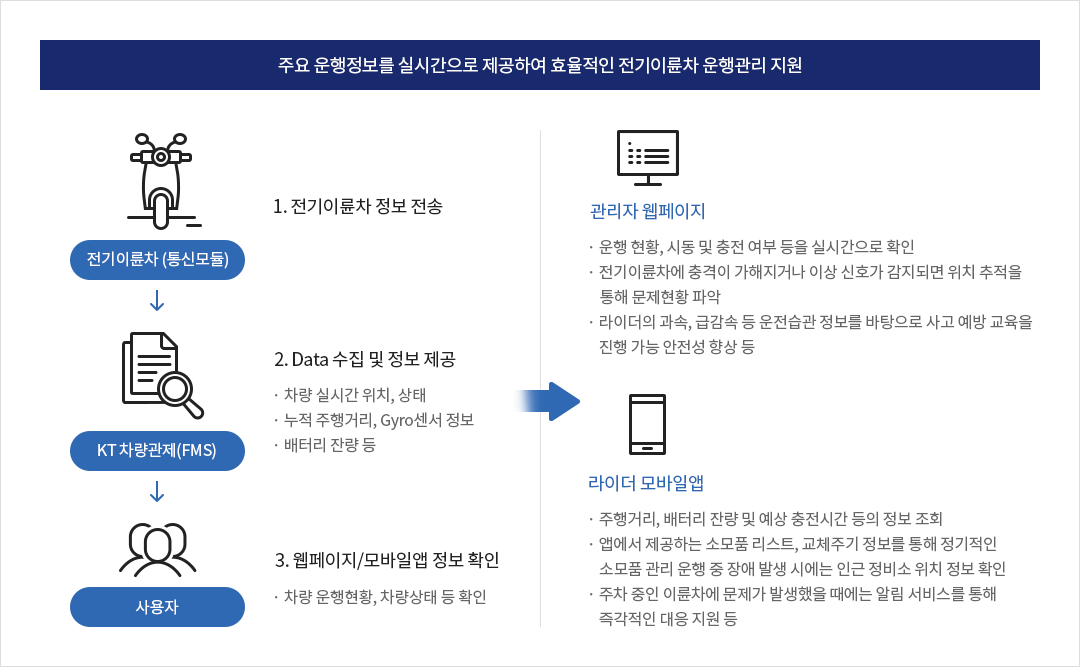 주요 운행정보를 실시간으로 제공하여 효율적인 전기이륜차 운행관리 지원
1. 전기이륜차 정보 전송
전기이륜차 (통신모듈)
2. Data 수집 및 정보 제공
· 차량 실시간 위치, 상태
· 누적 주행거리, Gyro센서 정보
· 배터리 잔량 등
KT 차량관제(FMS)
3. 웹페이지/모바일앱 정보 확인
· 차량 운행현황, 차량상태 등 확인
사용자
관리자 웹페이지
· 운행 현황, 시동 및 충전 여부 등을 실시간으로 확인
· 전기이륜차에 충격이 가해지거나 이상 신호가 감지되면 위치 추적을
통해 문제현황 파악
· 라이더의 과속, 급감속 등 운전습관 정보를 바탕으로 사고 예방 교육을
진행 가능 안전성 향상 등
라이더 모바일앱
· 주행거리, 배터리 잔량 및 예상 충전시간 등의 정보 조회
· 앱에서 제공하는 소모품 리스트, 교체주기 정보를 통해 정기적인
소모품 관리 운행 중 장애 발생 시에는 인근 정비소 위치 정보 확인
· 주차 중인 이륜차에 문제가 발생했을 때에는 알림 서비스를 통해
즉각적인 대응 지원 등